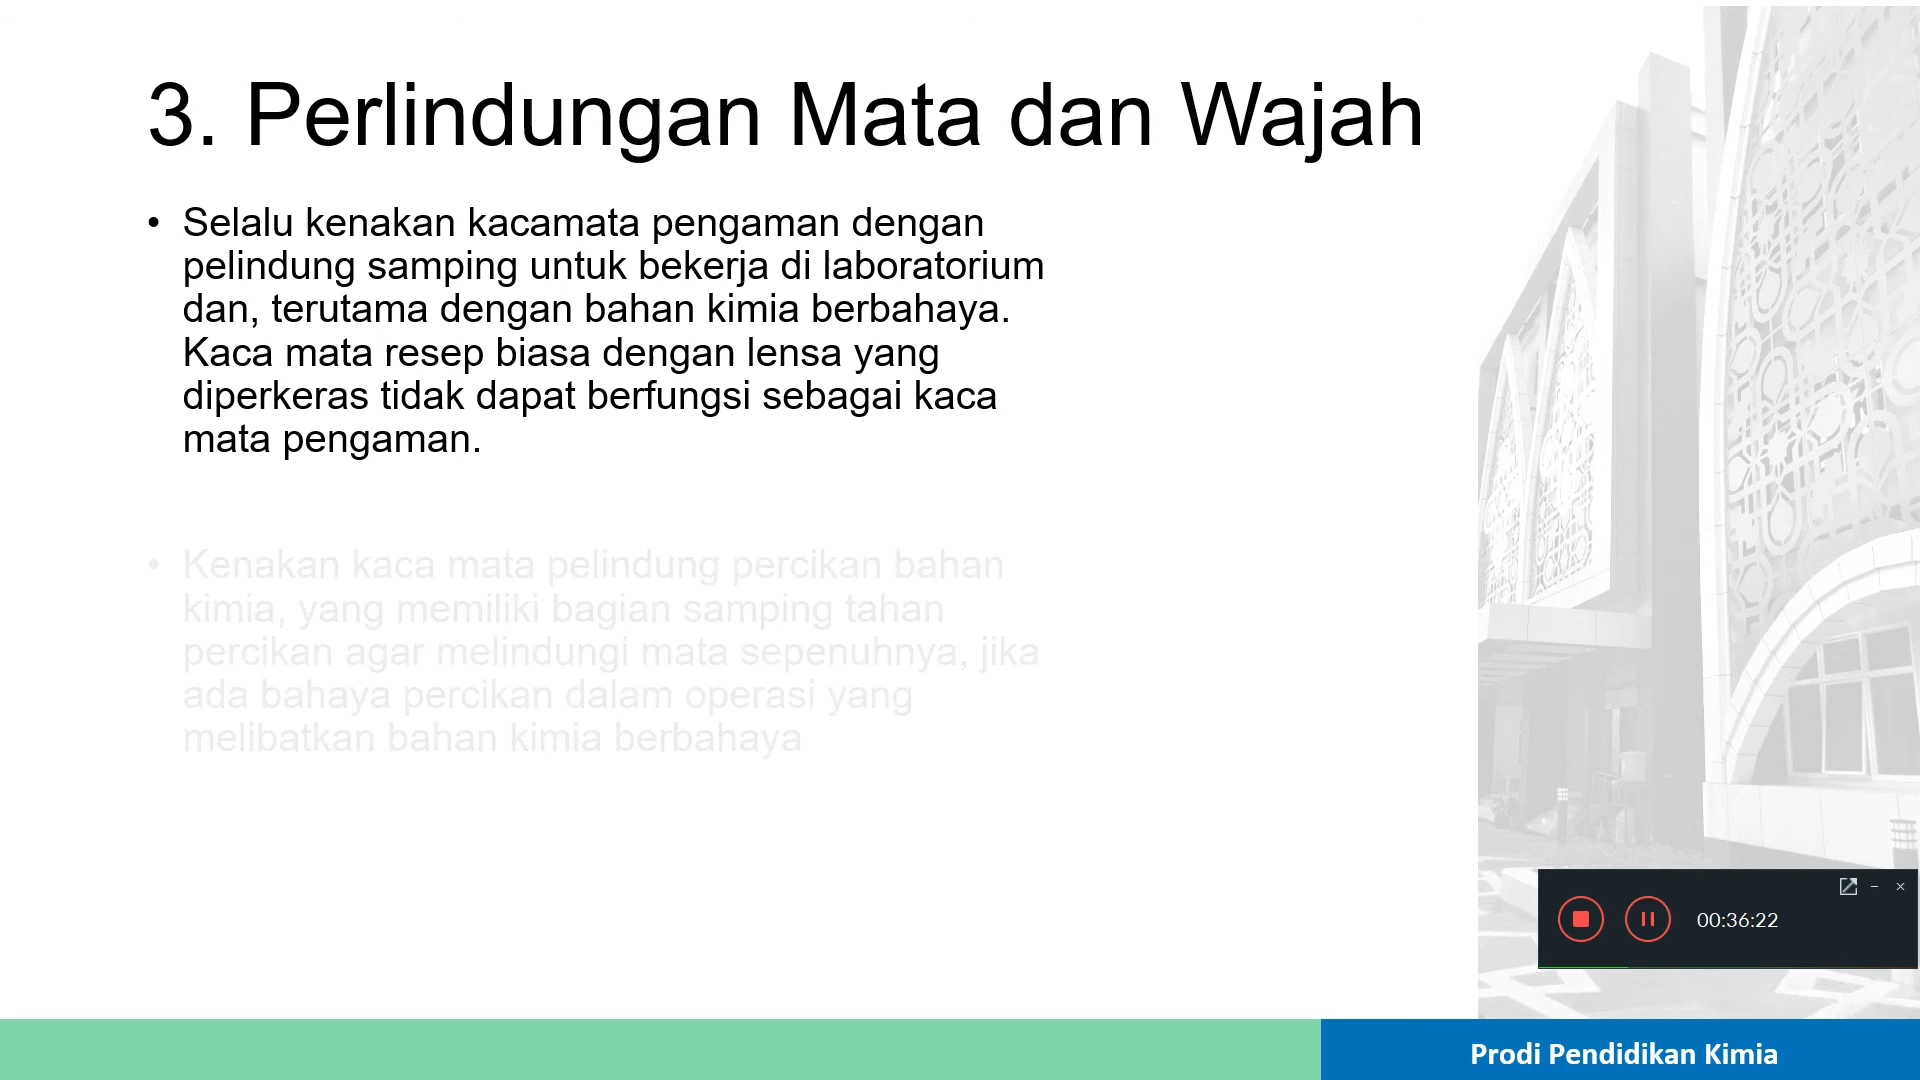 3. Perlindungan Mata dan Wajah
• Selalu kenakan kacamata pengaman dengan
pelindung samping untuk bekerja di laboratorium
dan, terutama dengan bahan kimia berbahaya.
Kaca mata resep biasa dengan lensa yang
diperkeras tidak dapat berfungsi sebagai kaca
mata pengaman.
• Kenakan kaca mata pelindung percikan bahan
kimia, yang memiliki bagian samping tahan
percikan agar melindungi mata sepenuhnya, jika
ada bahaya percikan dalam operasi yang
melibatkan bahan kimia berbahaya
00:36:22
Prodi Pendidikan Kimia